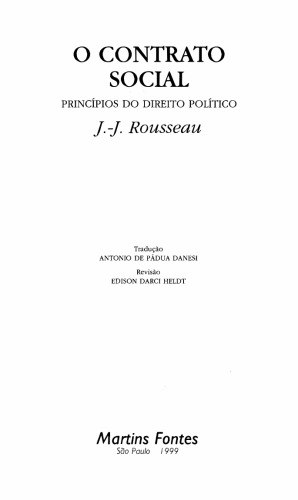 O CONTRATO
SOCIAL
PRINCÍPIOS DO DIREITO POLÍTICO
J.-J. Rousseau
Tradução
ANTONIO DE PÁDUA DANESI
Revisão
EDISON DARCI HELDT
Martins Fontes
São Paulo 1999